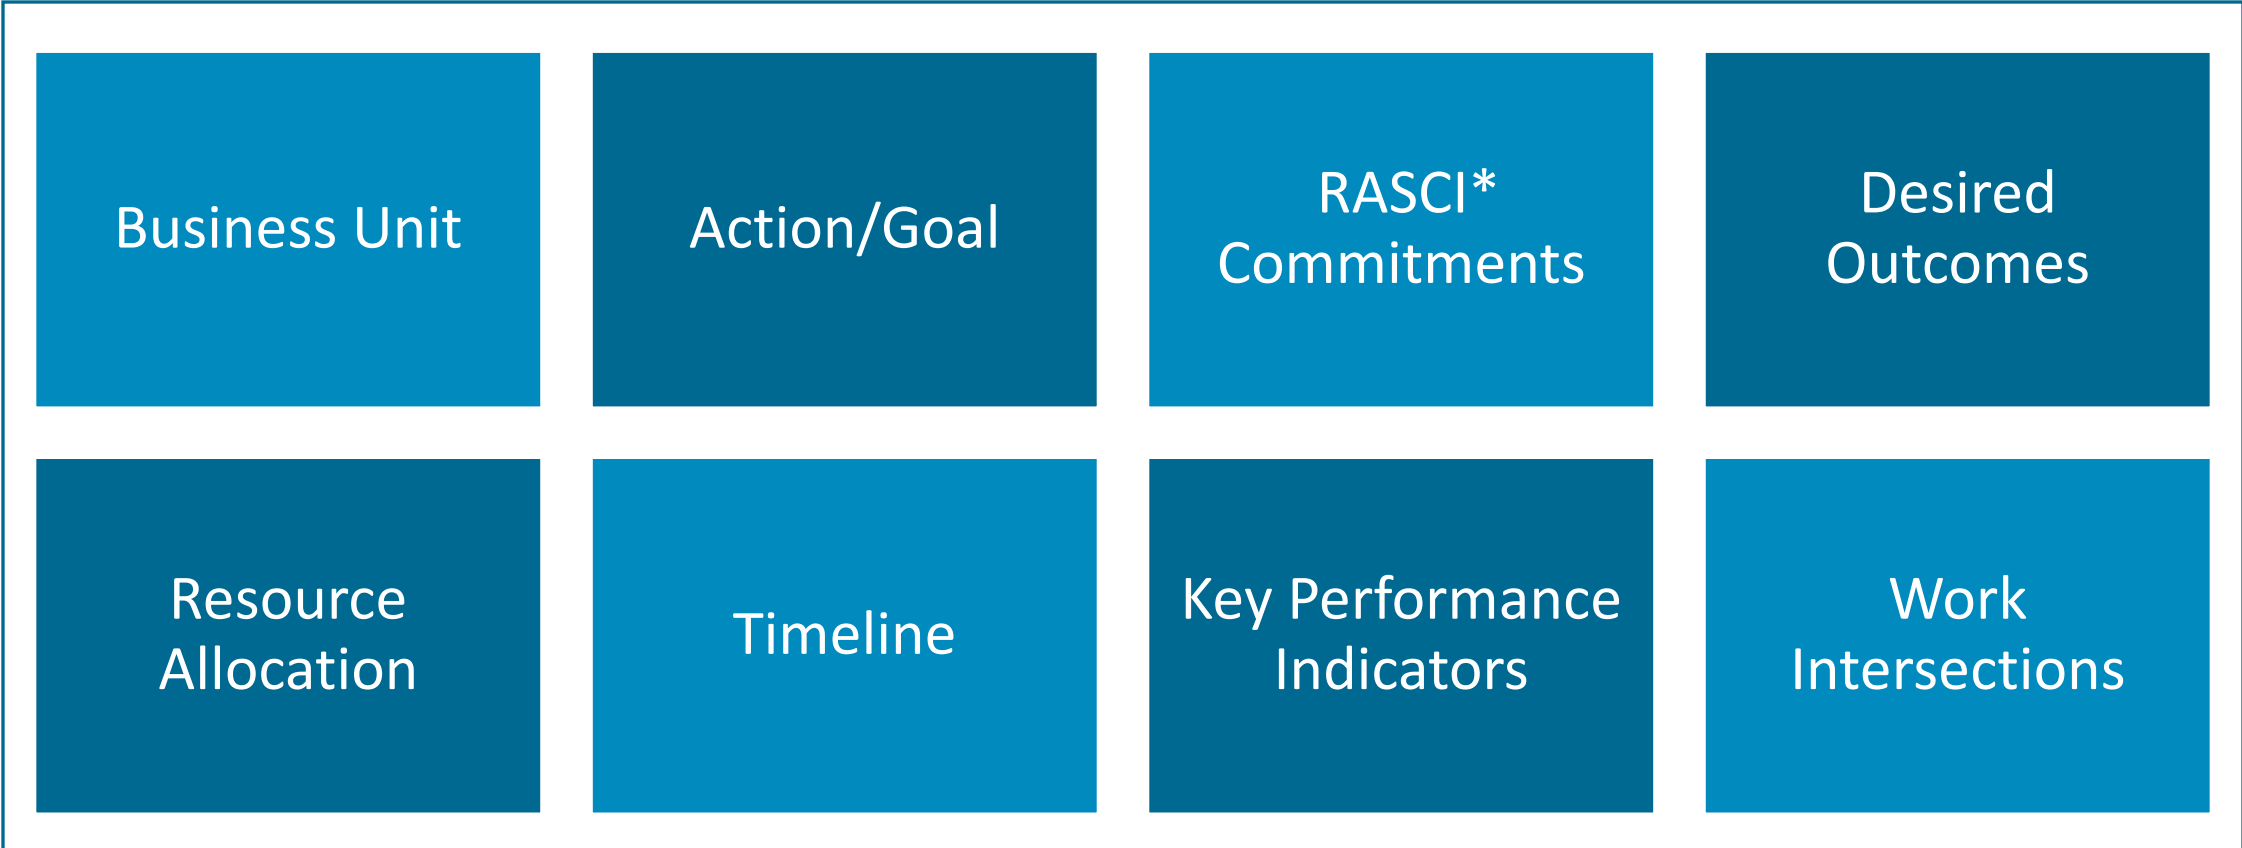 Business Unit
Action/Goal
RASCI*
Commitments
Desired
Outcomes
Resource
Allocation
Timeline
Key Performance
Indicators
Work
Intersections